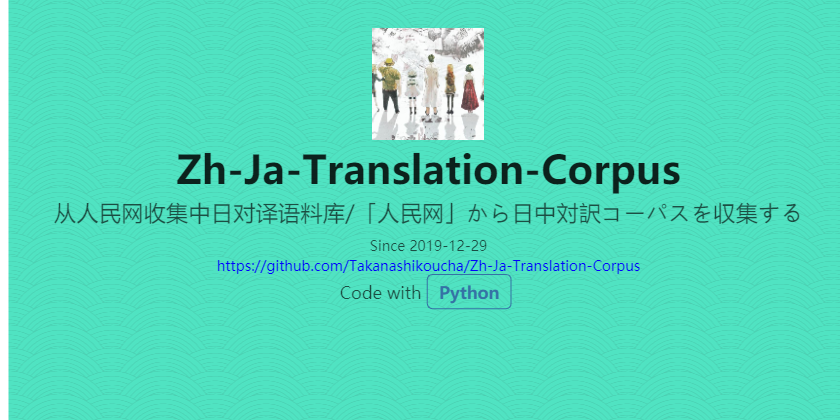 Zh-Ja-Translation-Corpus
从人民网收集中日对译语料库/「人民网」から日中対訳コーパスを収集する
Since 2019-12-29
https://github.com/Takanashikoucha/Zh-Ja-Translation-Corpus
Code with Python